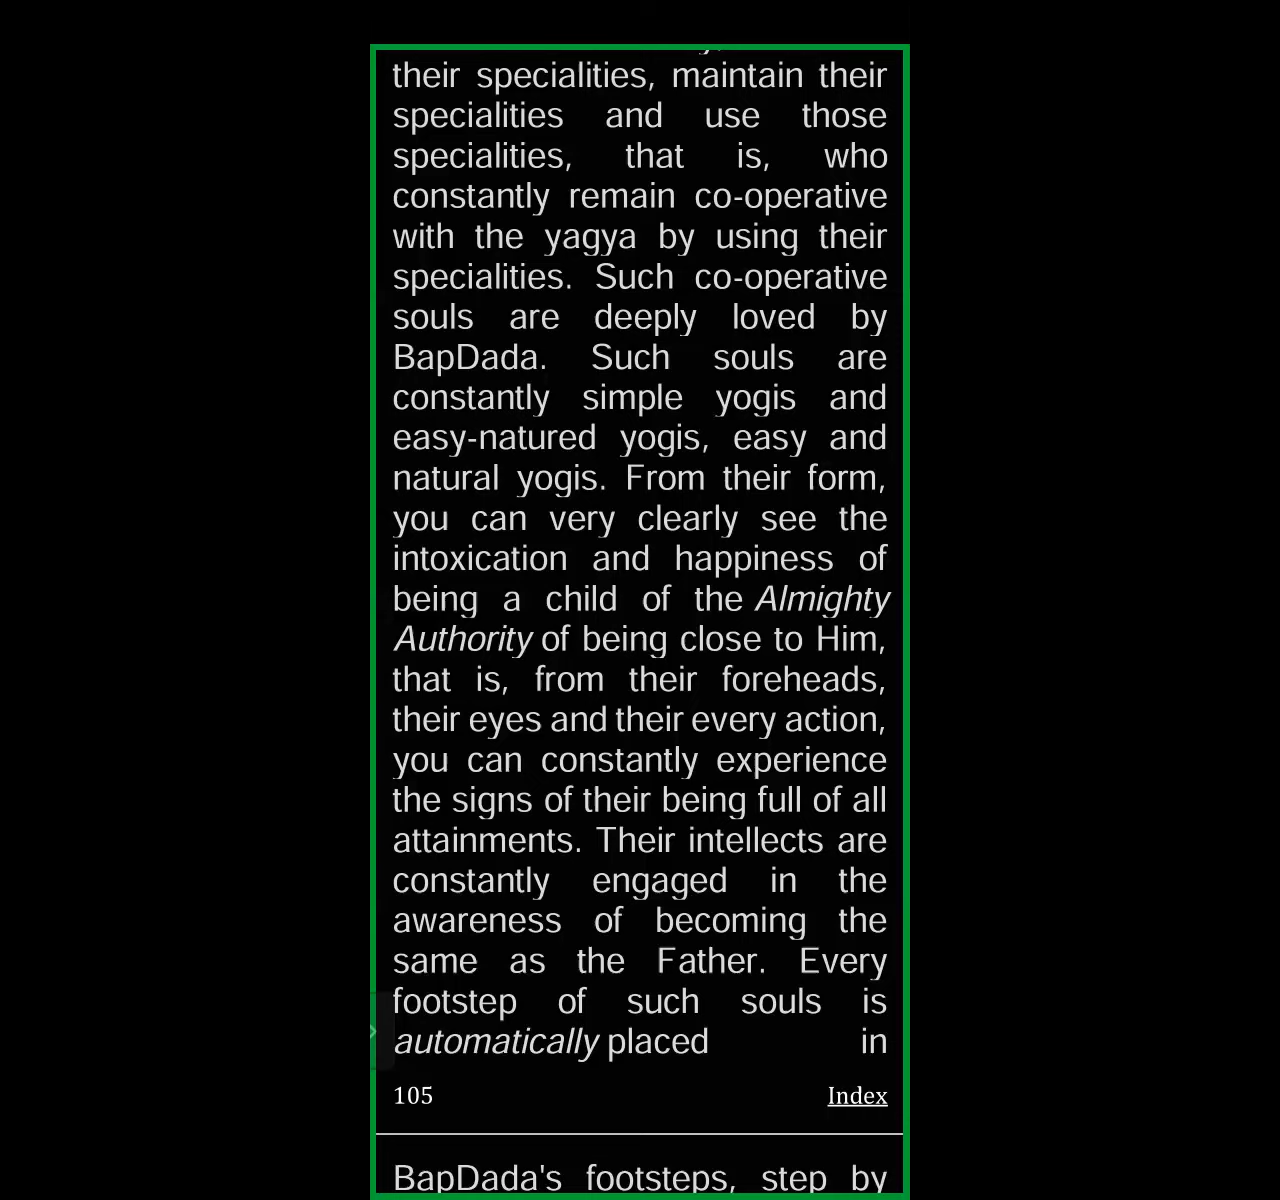 their specialities, maintain their
specialities and use those
specialities, that is, who
constantly remain co-operative
with the yagya by using their
specialities. Such co-operative
souls are deeply loved by
BapDada. Such souls are
constantly simple yogis and
easy-natured yogis, easy and
natural yogis. From their form,
you can very clearly see the
intoxication and happiness of
being a child of the Almighty
Authority of being close to Him,
that is, from their foreheads,
their eyes and their every action,
you can constantly experience
the signs of their being full of all
attainments. Their intellects are
constantly engaged in the
awareness of becoming the
same as the Father. Every
footstep of such souls is
automatically placed in
105 Index
BapDada's footsteps, step by